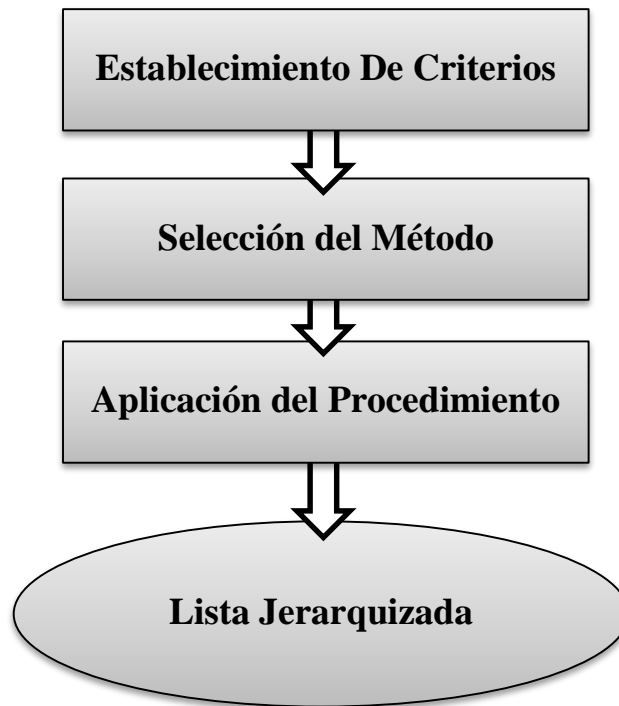 Establecimiento De Criterios
Selección del Método
Aplicación del Procedimiento
Lista Jerarquizada